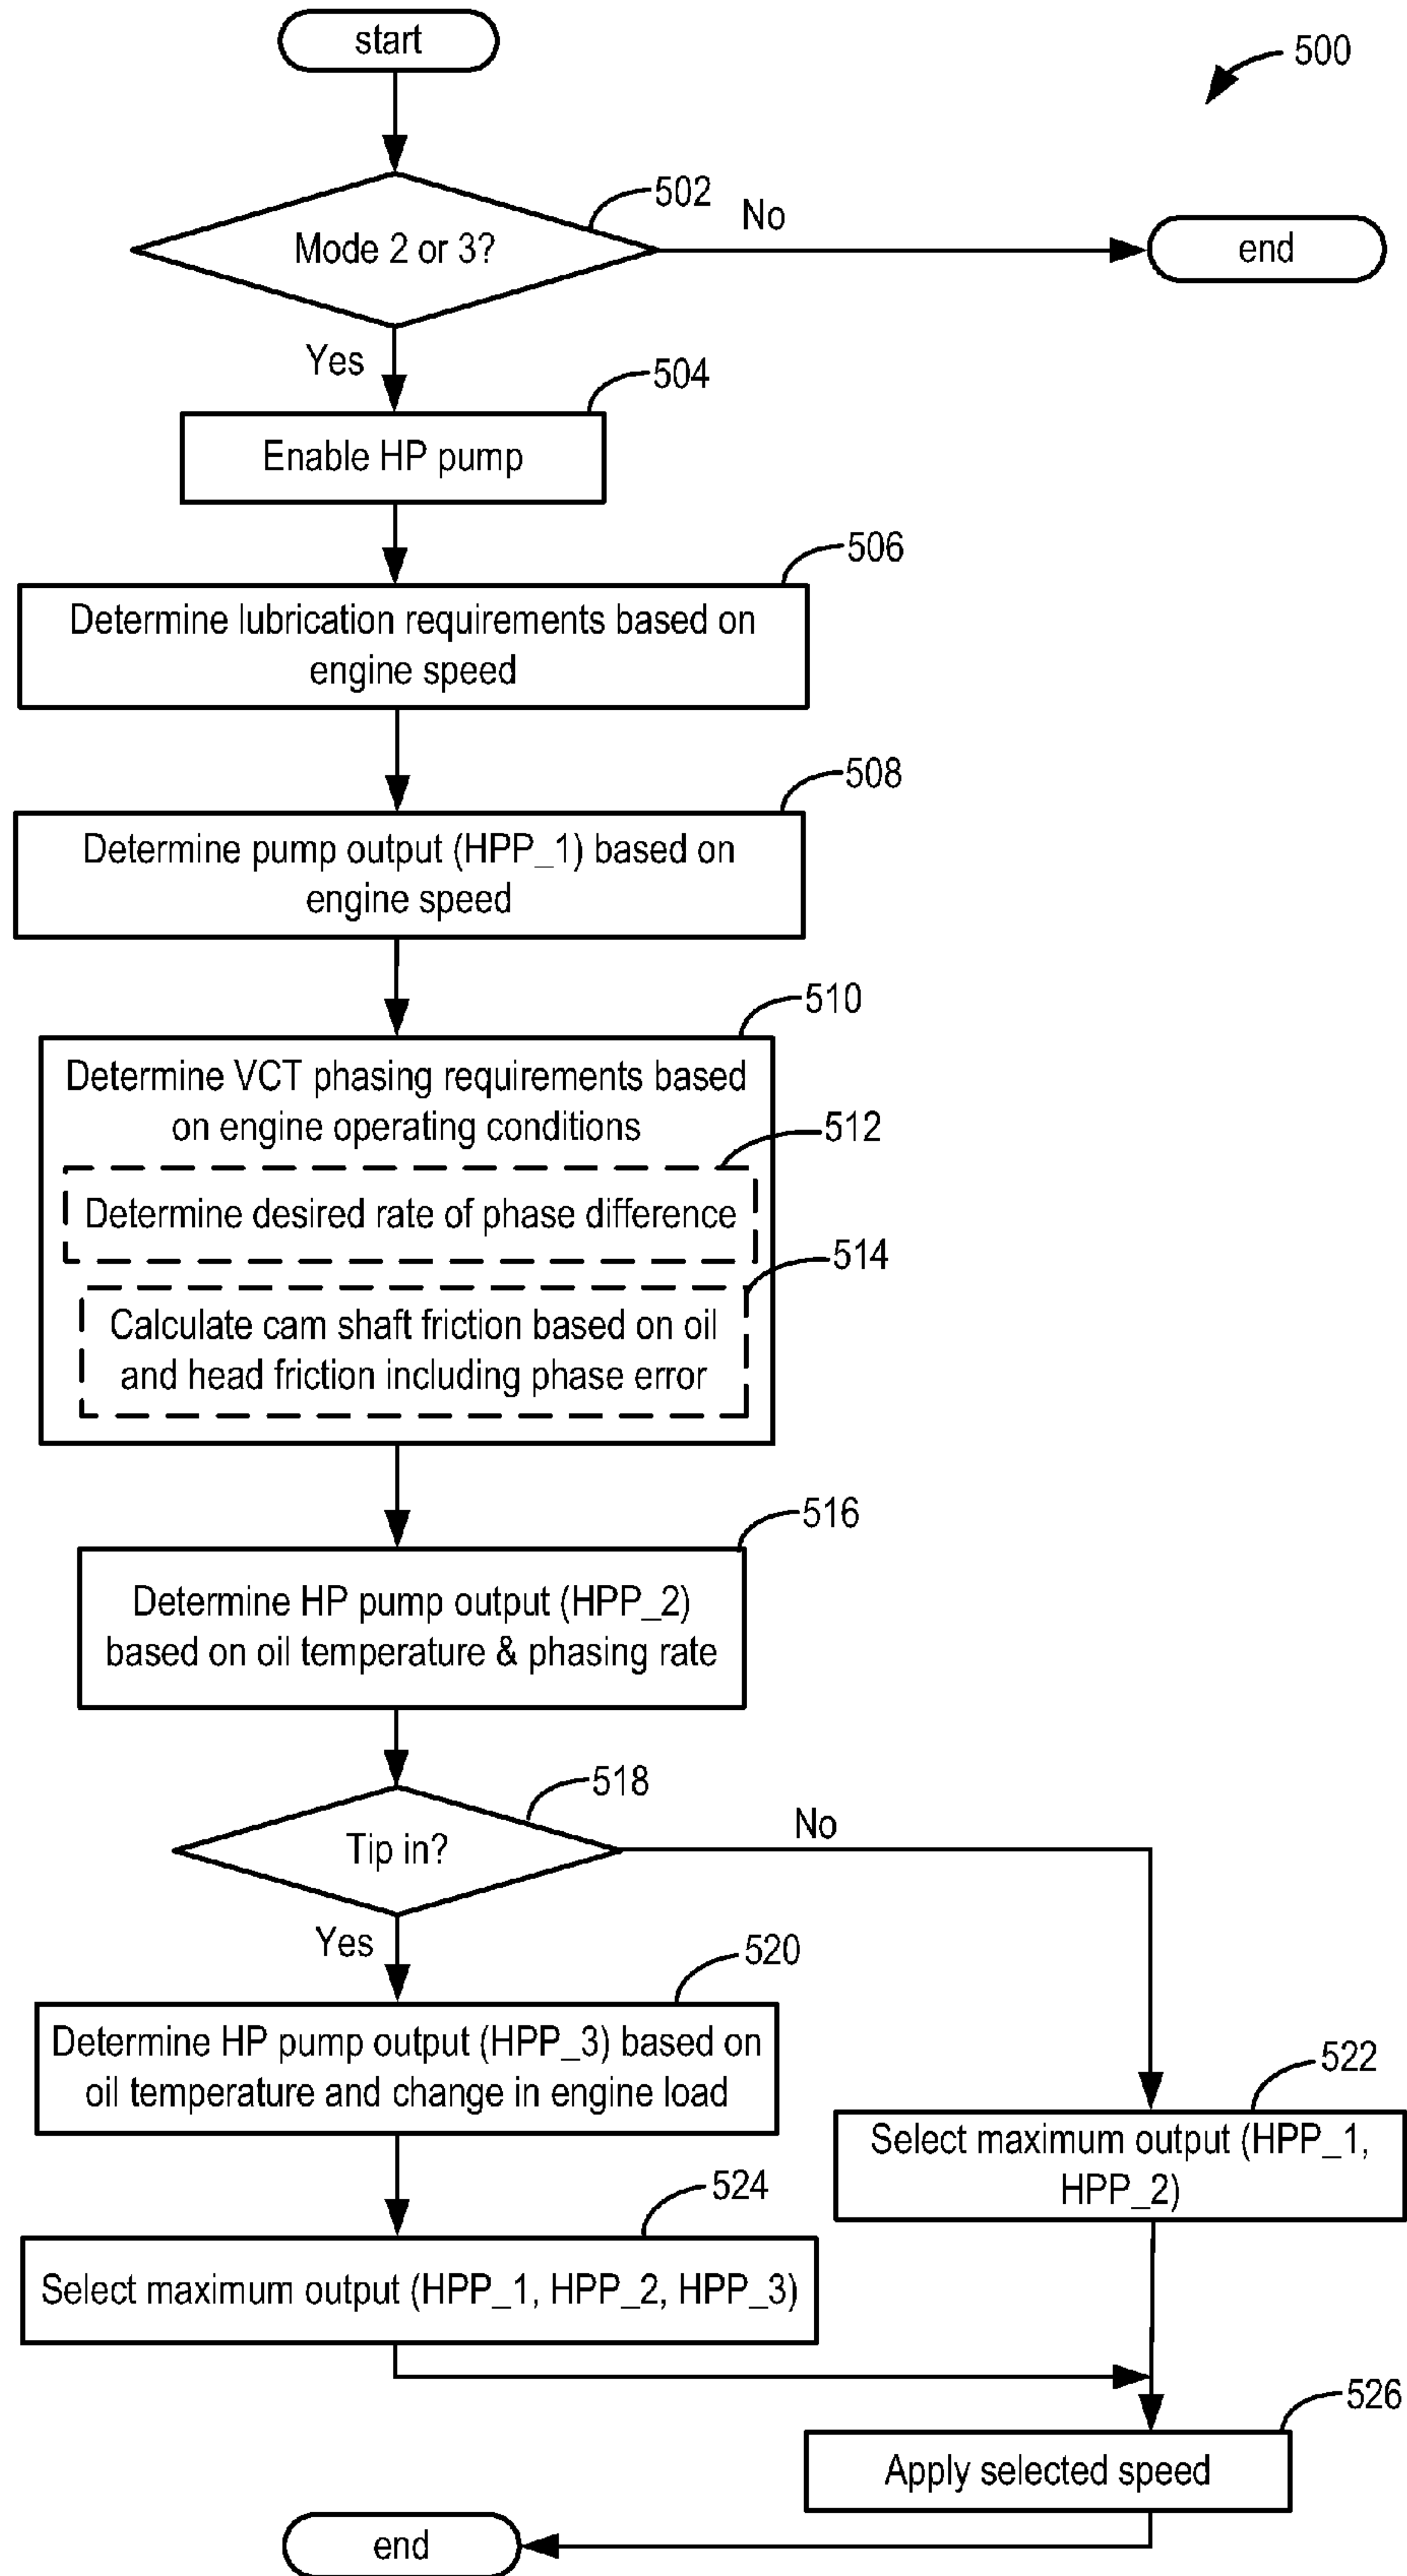 start
500
502
No
Mode 2 or 3?
end
Yes
504
Enable HP pump
506
Determine lubrication requirements based on
engine speed
508
Determine pump output (HPP_1) based on
engine speed
510
Determine VCT phasing requirements based
on engine operating conditions
512
Determine desired rate of phase difference
514
Calculate cam shaft friction based on oil
and head friction including phase error
516
Determine HP pump output (HPP_2)
based on oil temperature & phasing rate
518
No
Tip in?
Yes
520
Determine HP pump output (HPP_3) based on
oil temperature and change in engine load
522
Select maximum output (HPP_1,
HPP_2)
524
Select maximum output (HPP_1, HPP_2, HPP_3)
526
Apply selected speed
end